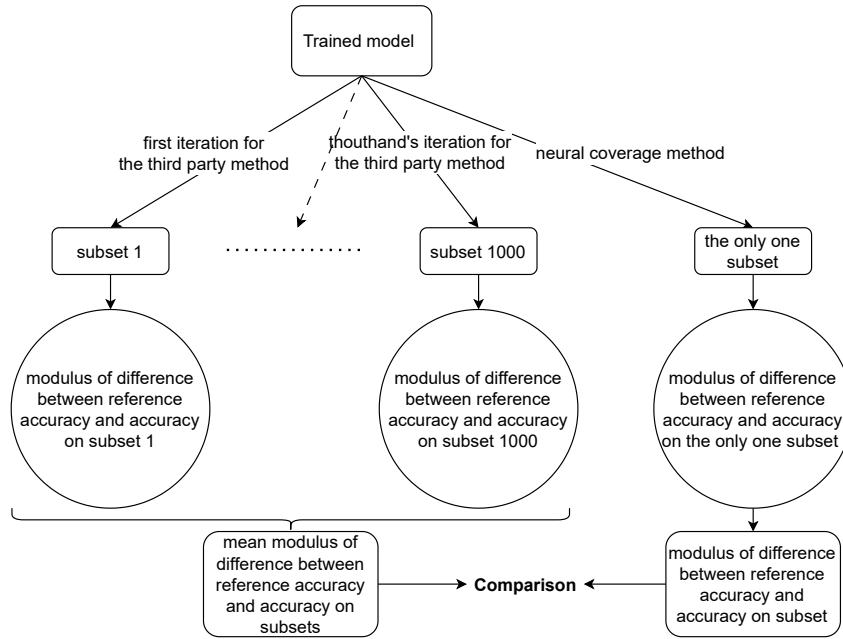 Trained model
first iteration for
the third party method
thouthand's iteration for
the third party method
neural coverage method
subset 1
subset 1000
the only one
subset
modulus of difference
between reference
accuracy and accuracy
on subset 1
modulus of difference
between reference
accuracy and accuracy
on subset 1000
modulus of difference
between reference
accuracy and accuracy
on the only one subset
mean modulus of
difference between
reference accuracy
and accuracy on
subsets
Comparison
modulus of difference
between reference
accuracy and
accuracy on subset